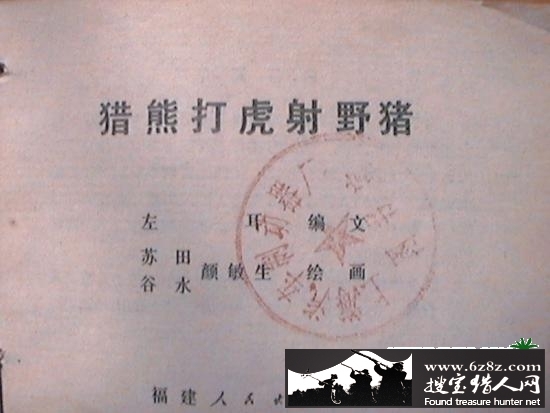 猎熊打虎射野猪
左 耳 编 文
苏 田
谷 水
颜敏生 绘 画
福建人民
www.6z8z.com
搜宝猎人网
Found treasure hunter net